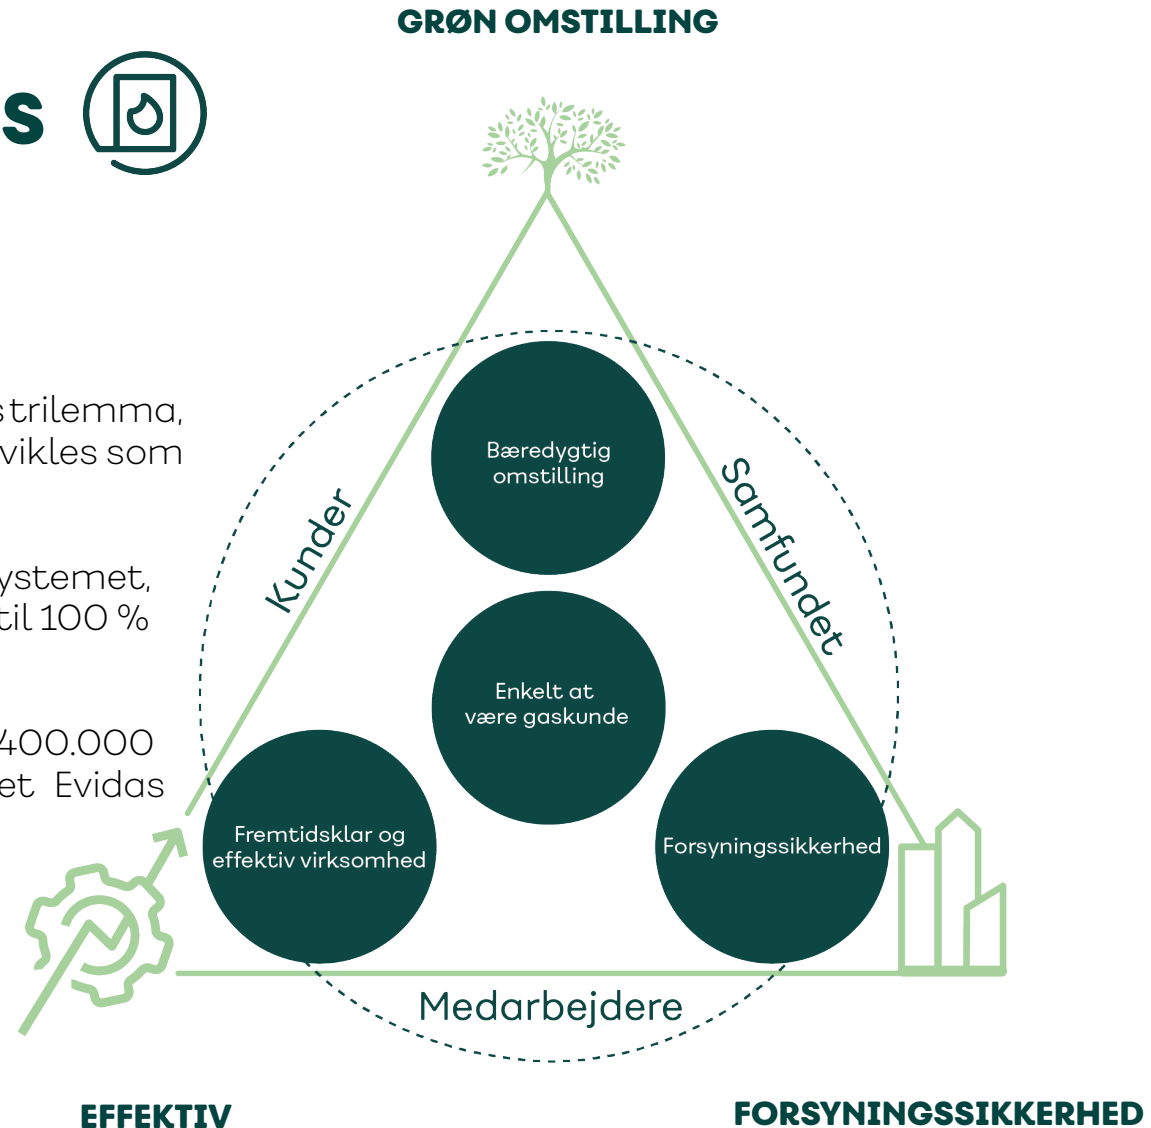 GRØN OMSTILLING
s
trilemma,
vikles som
ystemet,
til 100 %
400.000
et Evidas
Bæredygtig
omstilling
Kunder
Samfundet
Enkelt at
være gaskunde
Fremtidsklar og
effektiv virksomhed
Forsyningssikkerhed
Medarbejdere
EFFEKTIV
FORSYNINGSSIKKERHED